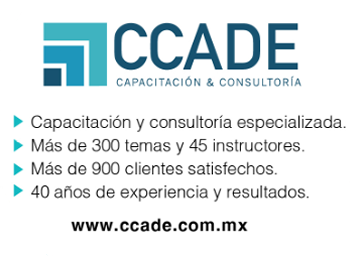 CCADE
CAPACITACIÓN & CONSULTORÍA
Capacitación y consultoría especializada.
Más de 300 temas y 45 instructores.
Más de 900 clientes satisfechos.
40 años de experiencia y resultados.
www.ccade.com.mx